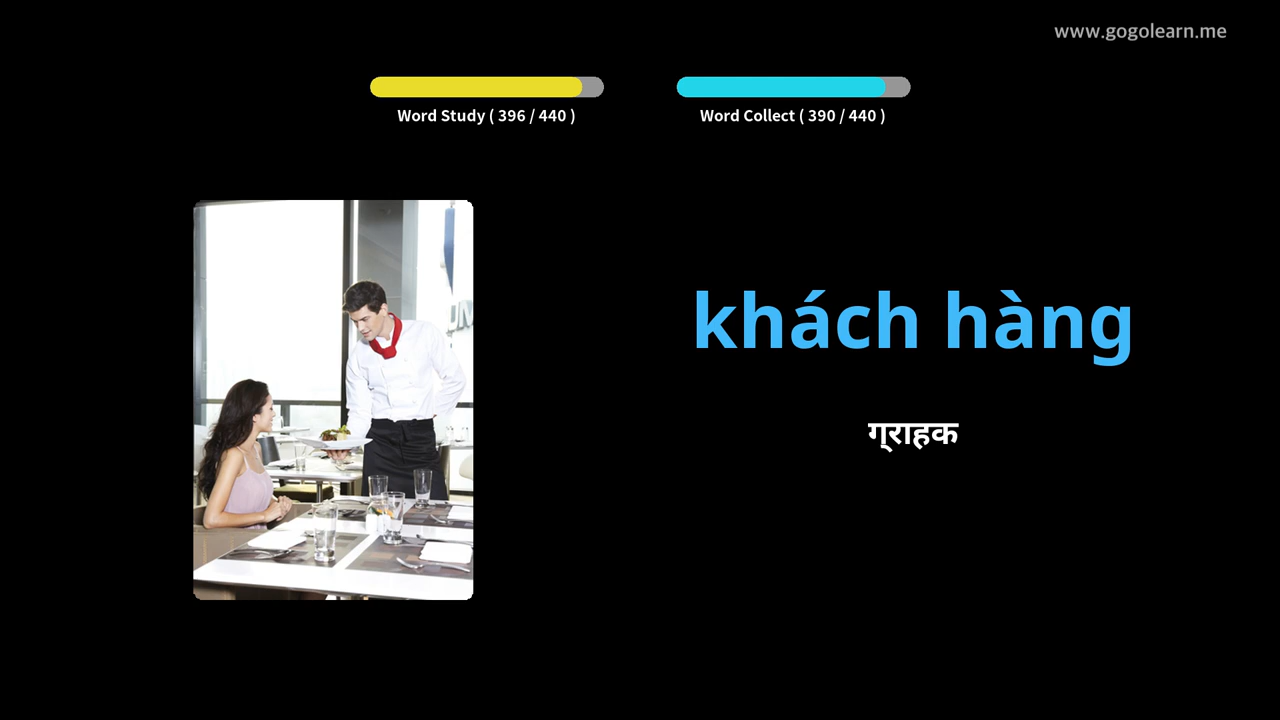 www.gogolearn.me
Word Study ( 396 / 440 )
Word Collect ( 390 / 440 )
khách hàng
ग्राहक